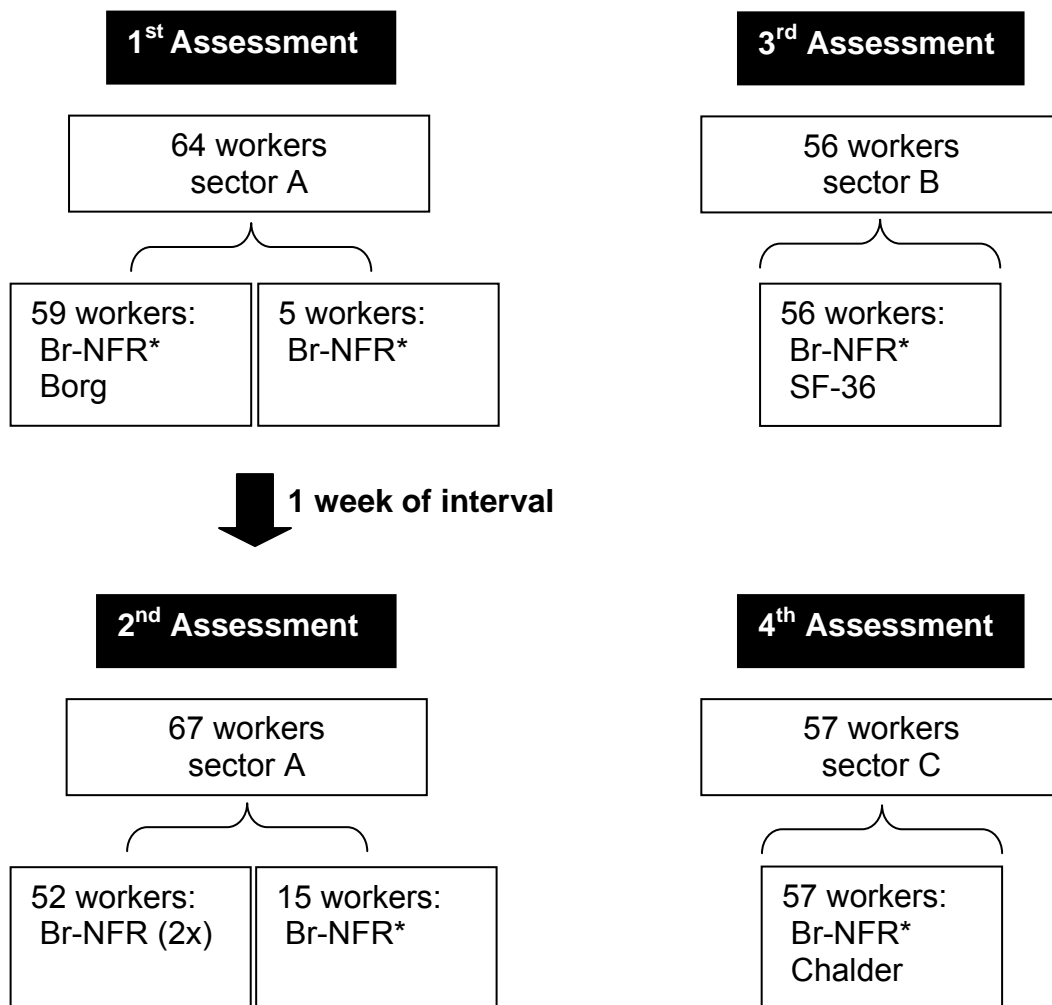 1st Assessment
64 workers
sector A
59 workers:
Br-NFR*
Borg
5 workers:
Br-NFR*
1 week of interval
2nd Assessment
67 workers
sector A
52 workers:
Br-NFR (2x)
15 workers:
Br-NFR*
3rd Assessment
56 workers
sector B
56 workers:
Br-NFR*
SF-36
4th Assessment
57 workers
sector C
57 workers:
Br-NFR*
Chalder